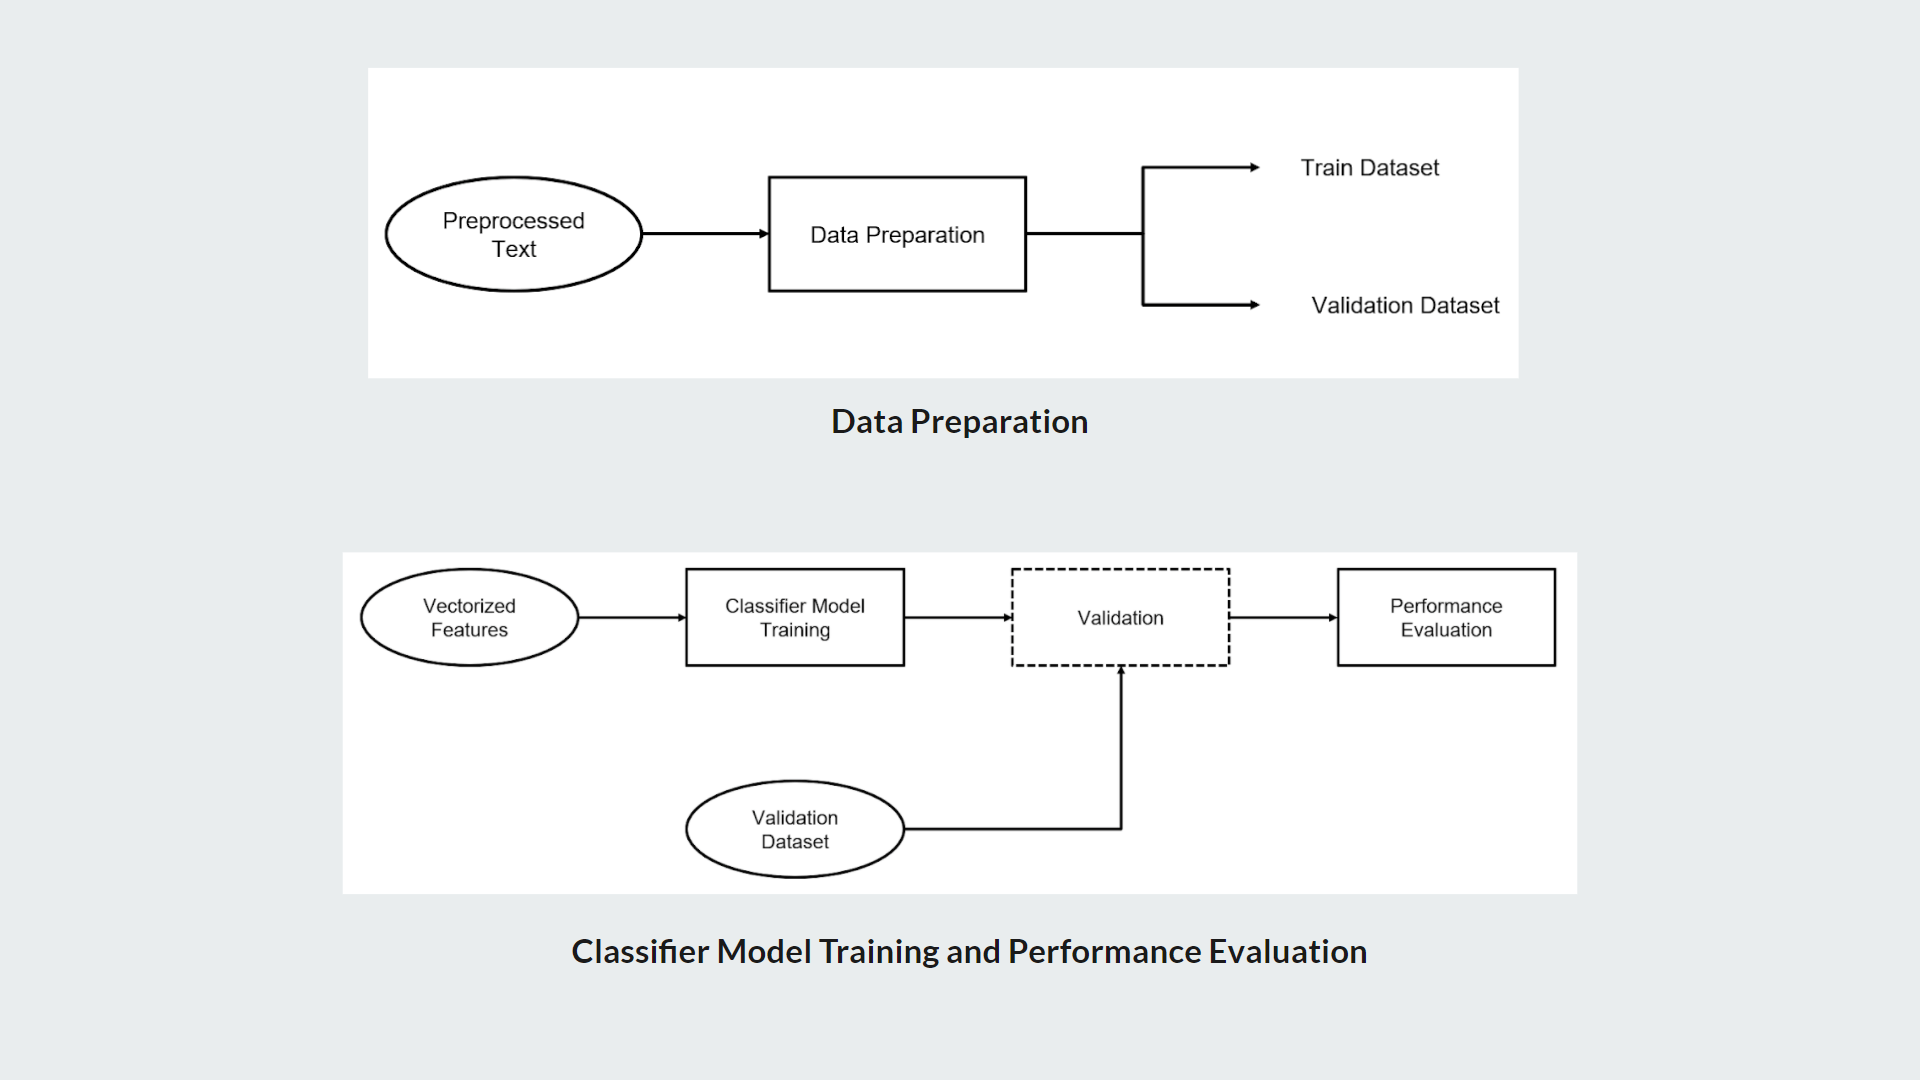 Preprocessed
Text
Data Preparation
Train Dataset
Validation Dataset
Data Preparation
Vectorized
Features
Classifier Model
Training
Validation
Performance
Evaluation
Validation
Dataset
Classifier Model Training and Performance Evaluation